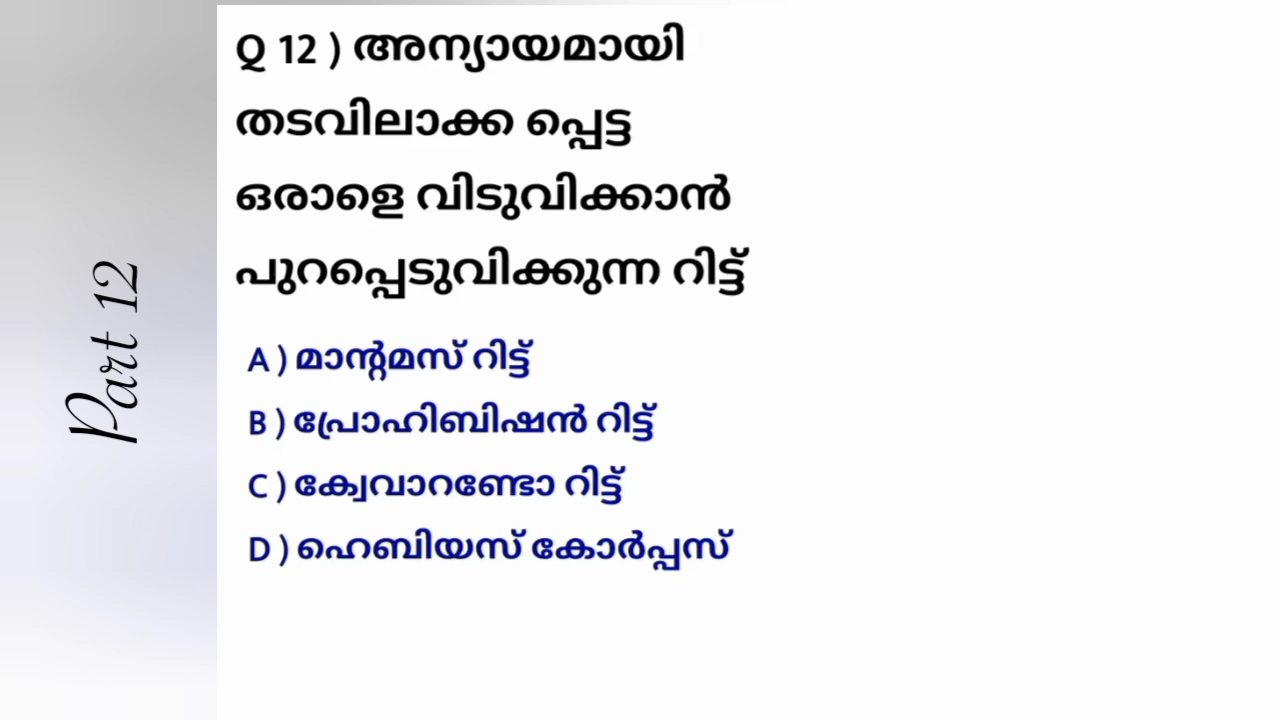 Part 12
Q 12 ) അന്യായമായി
തടവിലാക്ക പ്പെട്ട
ഒരാളെ വിടുവിക്കാൻ
പുറപ്പെടുവിക്കുന്ന റിട്ട്
A ) മാന്റമസ് റിട്ട്
B ) പ്രോഹിബിഷൻ റിട്ട്
C ) ക്വേവാറണ്ടോ റിട്ട്
D ) ഹെബിയസ് കോർപ്പസ്